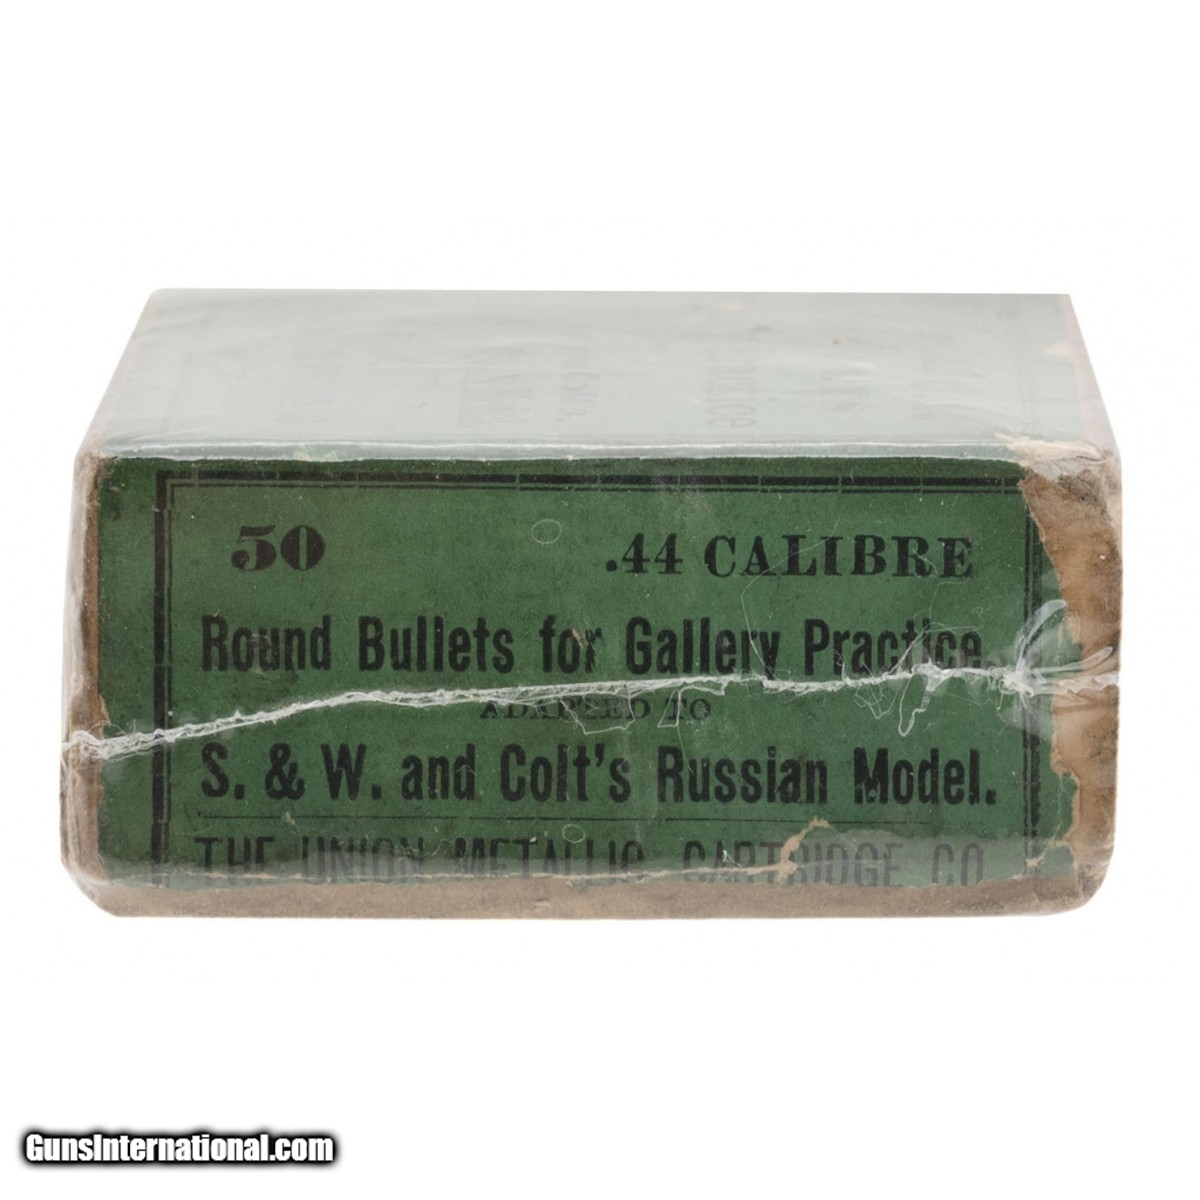 50 .44 CALIBRE
Round Bullets for Gallery Practice.
ADAPTED TO
S. & W. and Colt's Russian Model.
THE UNION METALLIC CARTRIDGE CO
GunsInternational.com